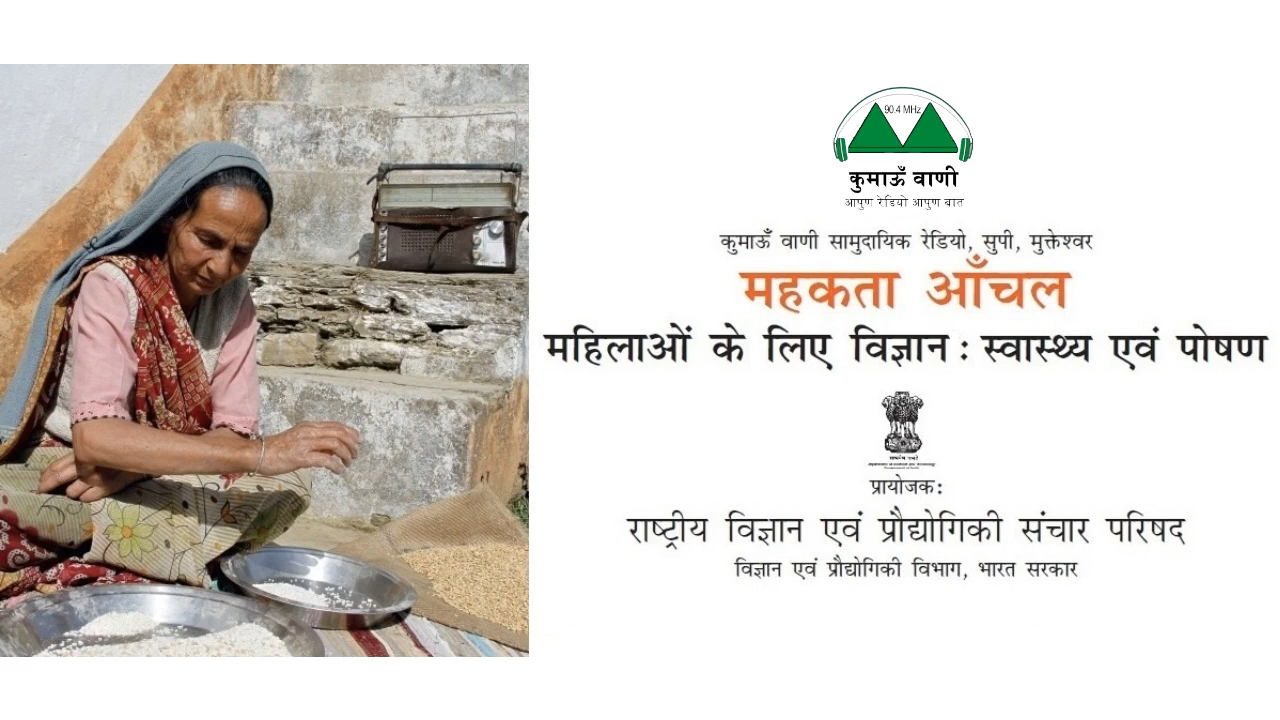 90.4 MHz
कुमाऊँ वाणी
आपुण रेडियो आपुण बात
कुमाऊँ वाणी सामुदायिक रेडियो, सुपी, मुक्तेश्वर
महकता आँचल
महिलाओं के लिए विज्ञान : स्वास्थ्य एवं पोषण
प्रायोजक:
राष्ट्रीय विज्ञान एवं प्रौद्योगिकी संचार परिषद
विज्ञान एवं प्रौद्योगिकी विभाग, भारत सरकार